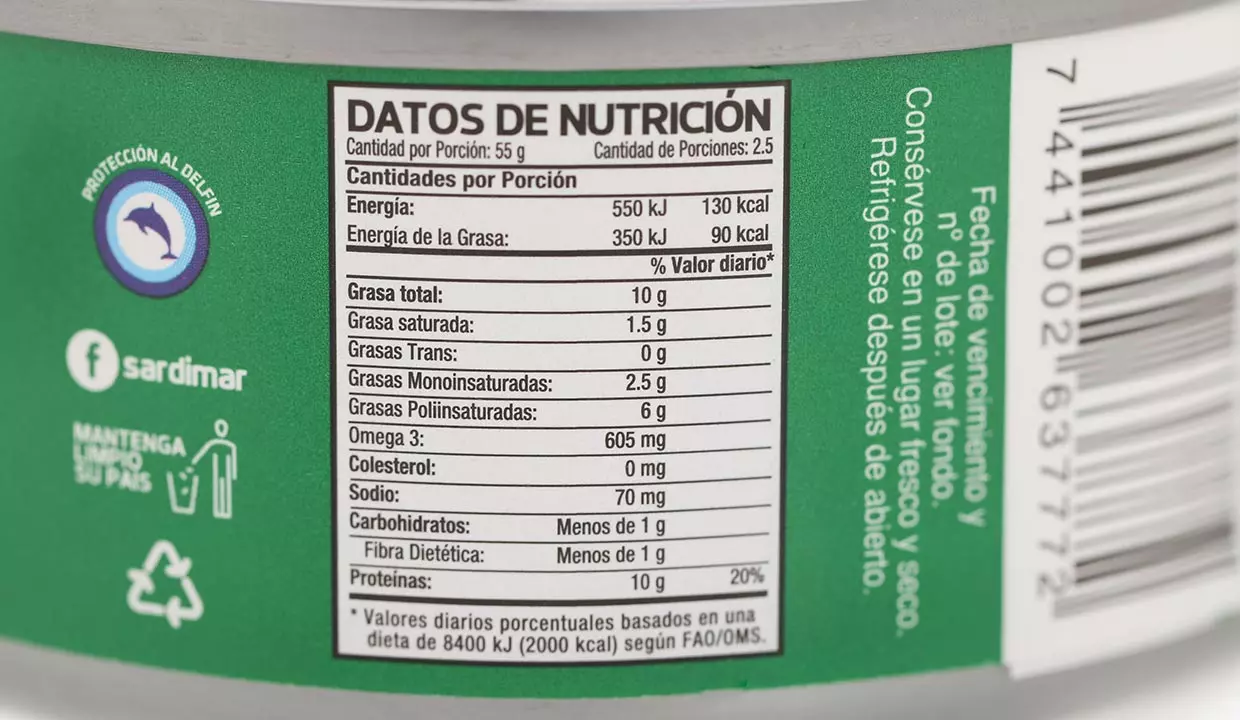 PROTECCIÓN AL DELFIN
sardimar
MANTENGA
LIMPIO
SU PAIS
DATOS DE NUTRICIÓN
Cantidad por Porción: 55 g Cantidad de Porciones: 2.5
Cantidades por Porción
Energía: 550 kJ 130 kcal
Energía de la Grasa: 350 kJ 90 kcal
% Valor diario*
Grasa total: 10 g
Grasa saturada: 1.5 g
Grasas Trans: 0 g
Grasas Monoinsaturadas: 2.5 g
Grasas Poliinsaturadas: 6 g
Omega 3: 605 mg
Colesterol: 0 mg
Sodio: 70 mg
Carbohidratos: Menos de 1 g
Fibra Dietética: Menos de 1 g
Proteínas: 10 g 20%
* Valores diarios porcentuales basados en una
dieta de 8400 kJ (2000 kcal) según FAO/OMS.
Fecha de vencimiento y
nº de lote: ver fondo.
Consérvese en un lugar fresco y seco.
Refrigérese después de abierto.
7 441002 637772